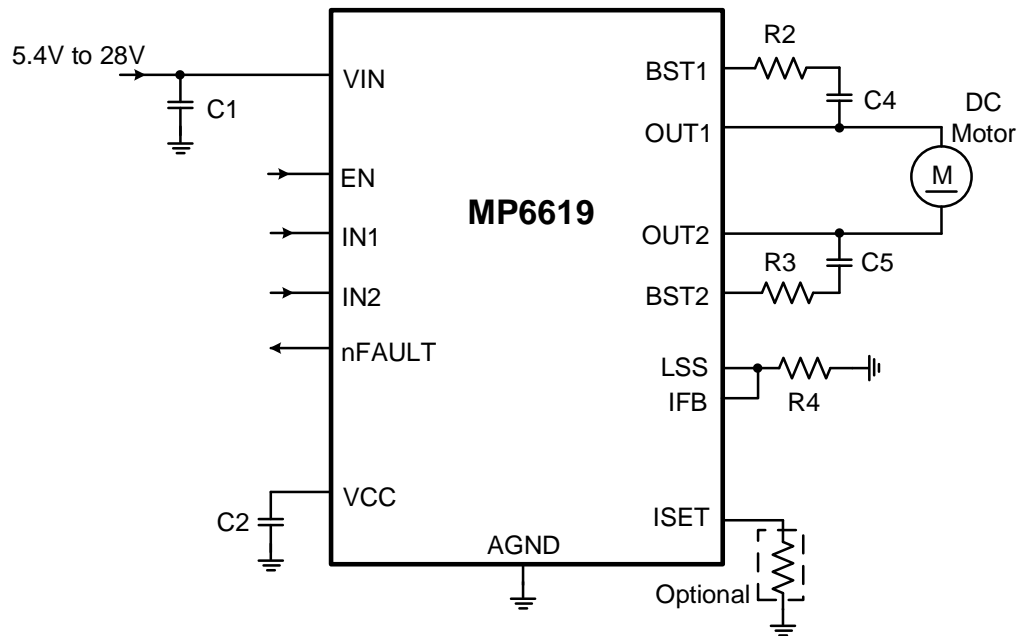 5.4V to 28V
C1
VIN
EN
IN1
IN2
nFAULT
VCC
C2
MP6619
AGND
BST1
R2
C4
OUT1
DC
Motor
M
OUT2
C5
R3
BST2
LSS
IFB
R4
ISET
Optional